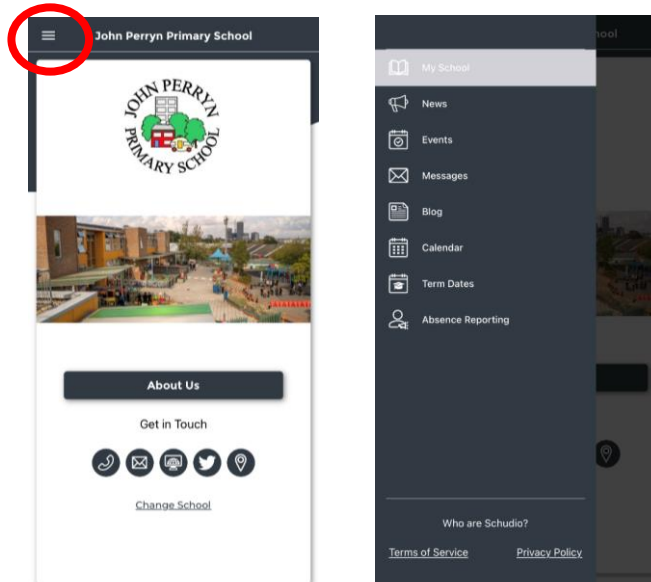 John Perryn Primary School
JOHN PERRYN
PRIMARY SCHOOL
About Us
Get in Touch
Change School
My School
News
Events
Messages
Blog
Calendar
Term Dates
Absence Reporting
Who are Schudio?
Terms of Service Privacy Policy
hool